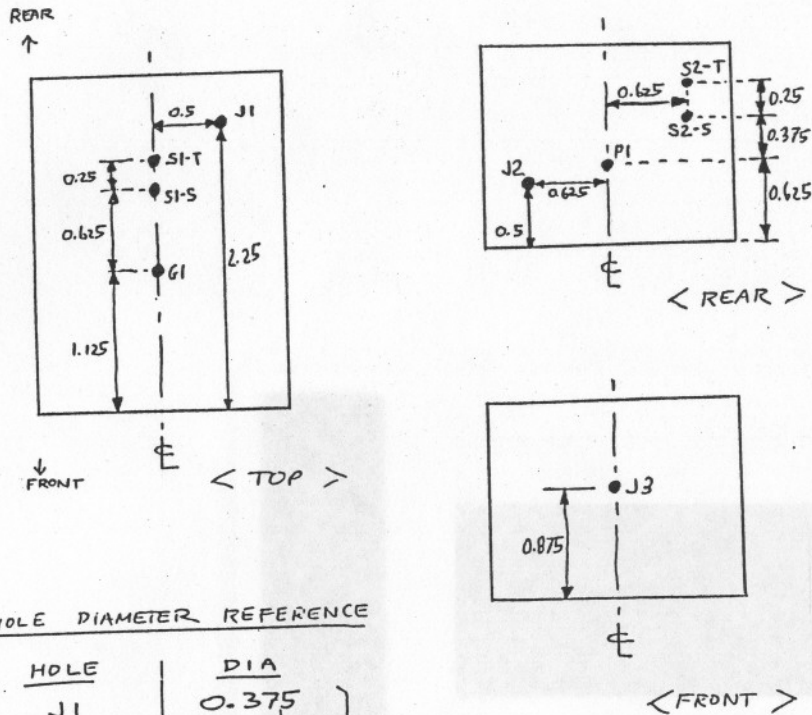 REAR
↑
0.5
J1
S1-T
0.25
S1-S
0.625
G1
2.25
1.125
℄
↓
FRONT
< TOP >
S2-T
0.625
0.25
S2-S
0.375
P1
J2
0.625
0.625
0.5
℄
< REAR >
J3
0.875
℄
< FRONT >
HOLE DIAMETER REFERENCE
HOLE DIA
J1 0.375